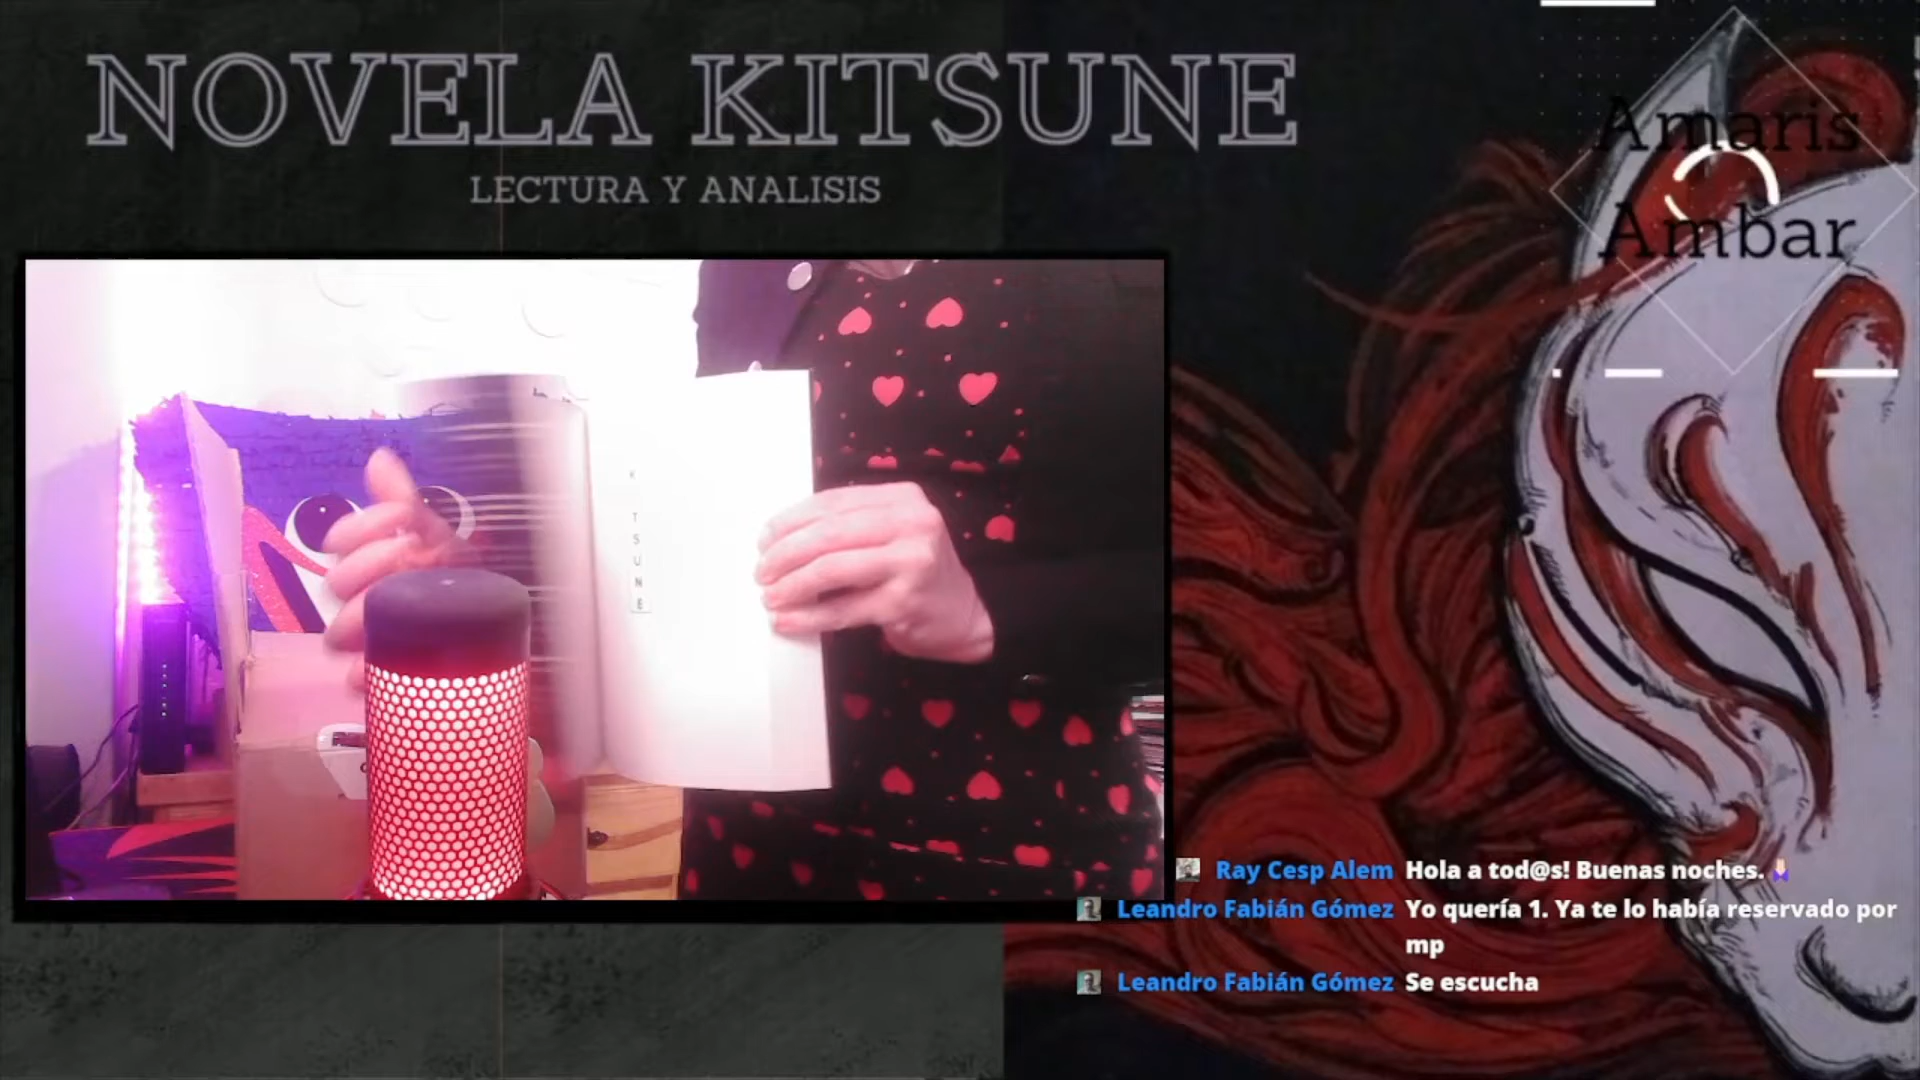 NOVELA KITSUNE
LECTURA Y ANALISIS
Amaris
Ambar
K
I
T
S
U
N
E
Ray Cesp Alem Hola a tod@s! Buenas noches.
Leandro Fabián Gómez Yo quería 1. Ya te lo había reservado por
mp
Leandro Fabián Gómez Se escucha